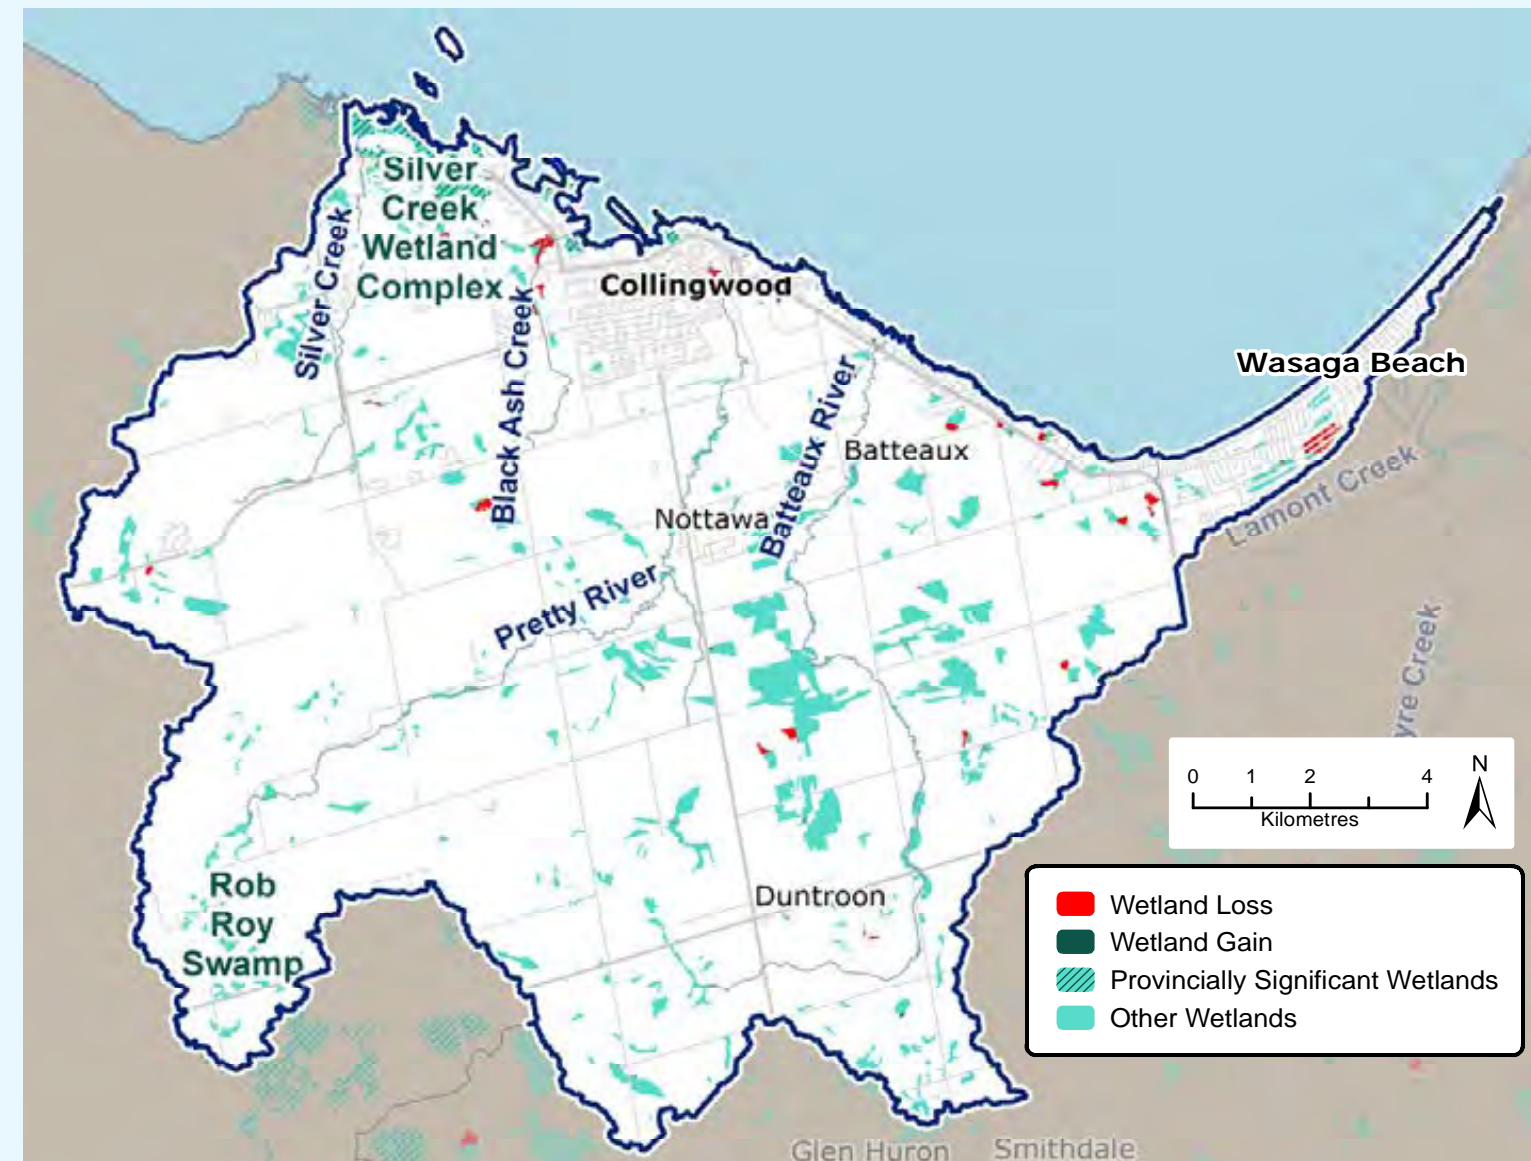 Silver
Creek
Wetland
Complex
Silver Creek
Black Ash Creek
Collingwood
Wasaga Beach
Batteaux River
Batteaux
Lamont Creek
Nottawa
Pretty River
yre Creek
0 1 2 4
Kilometres
N
Rob
Roy
Swamp
Duntroon
Wetland Loss
Wetland Gain
Provincially Significant Wetlands
Other Wetlands
Glen Huron
Smithdale